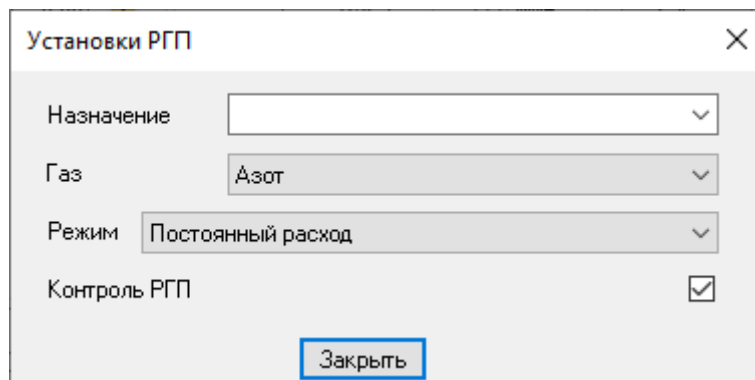 Установки РГП
Назначение
Газ Азот
Режим Постоянный расход
Контроль РГП
Закрыть